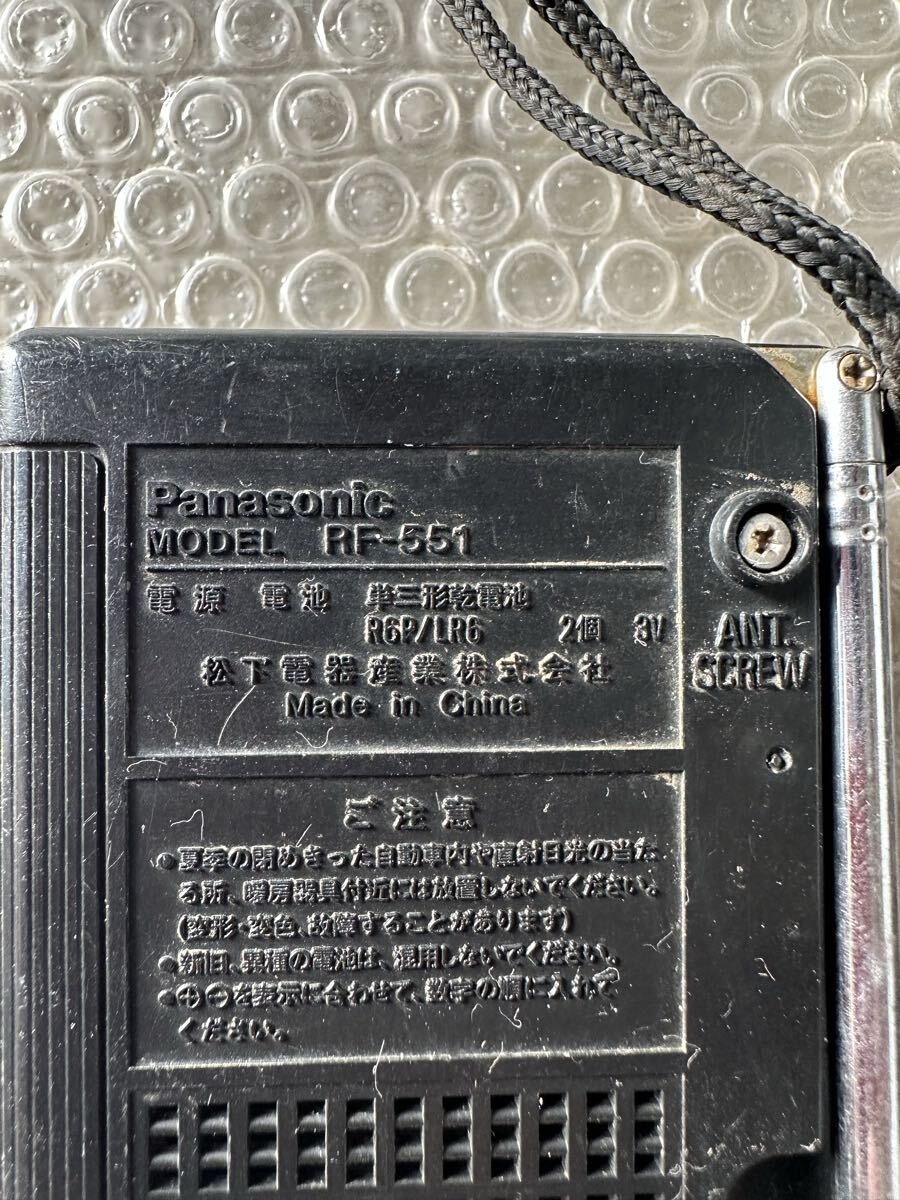 Panasonic
MODEL RF-551
電源 電池 単三形乾電池
R6P/LR6 2個 3V
松下電器産業株式会社
Made in China
ANT.
SCREW
ご注意
●夏季の閉めきった自動車内や直射日光の当た
る所、暖房器具付近には放置しないでください。
(変形・変色、故障することがあります)
●新旧、異種の電池は、混用しないでください。
●⊕⊖を表示に合わせて、数字の順に入れて
ください。